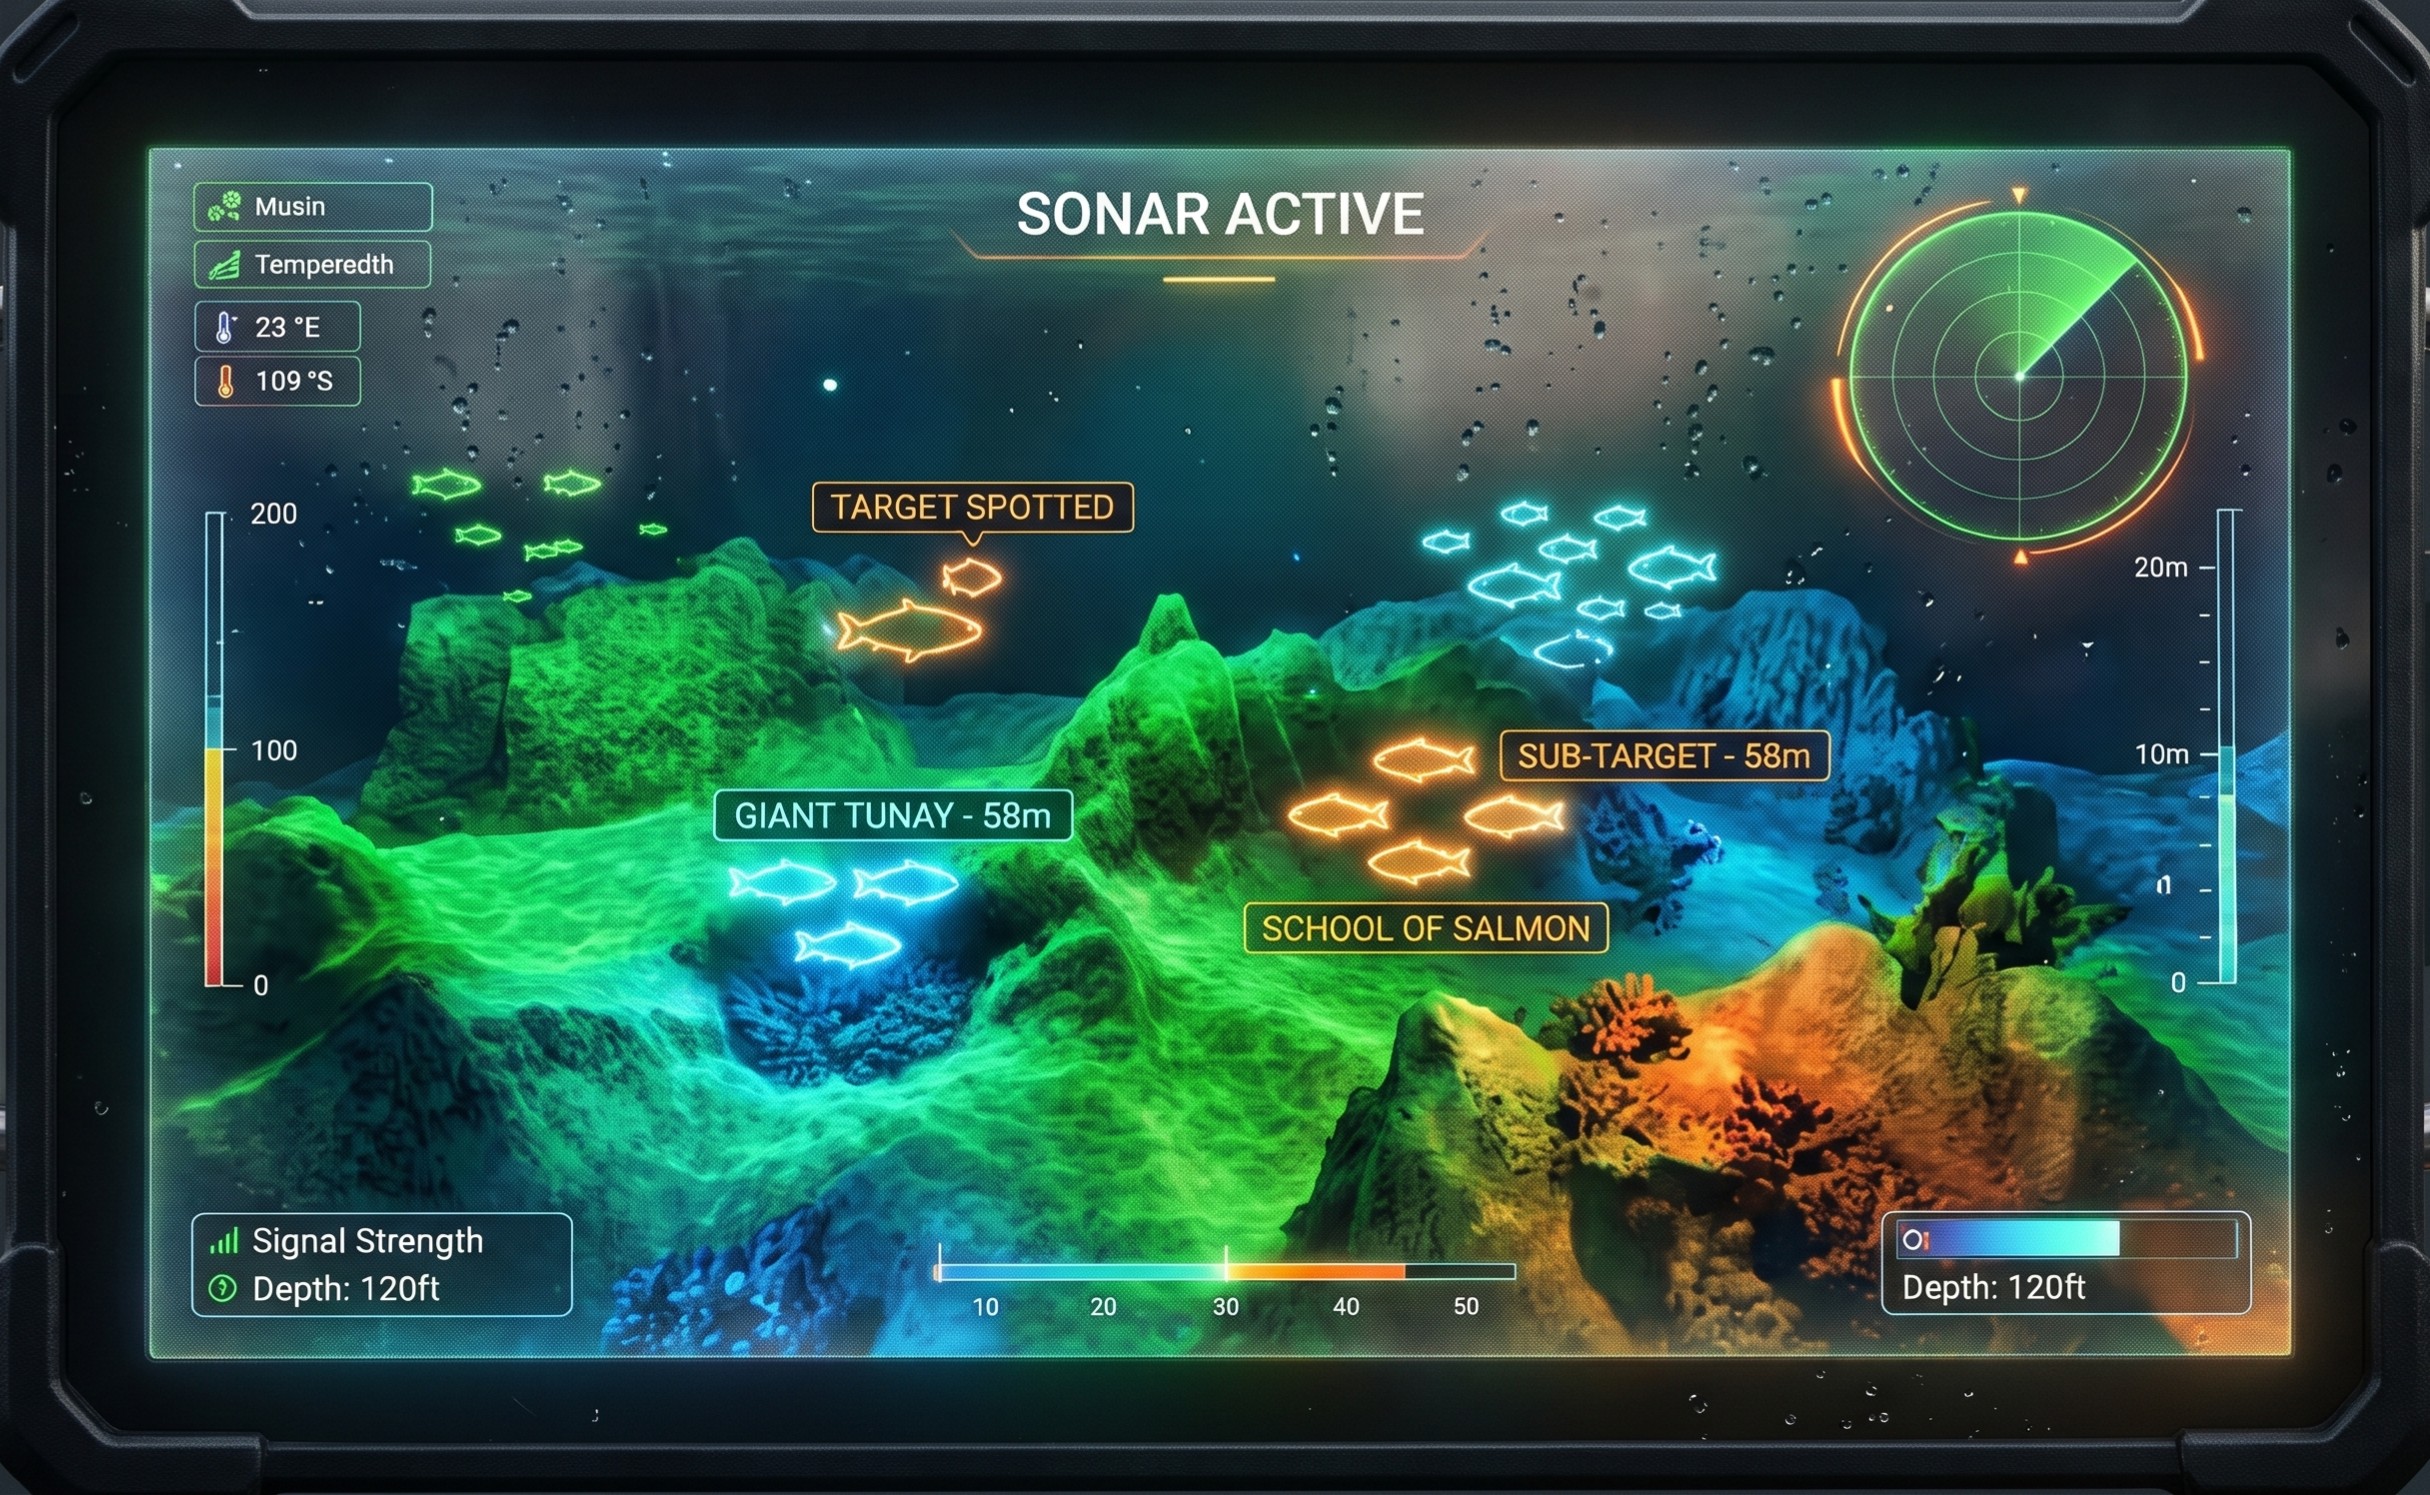 SONAR ACTIVE
Musin
Temperedth
23 °E
109 °S
TARGET SPOTTED
200
100
0
20m
10m
0
SUB-TARGET - 58m
GIANT TUNAY - 58m
SCHOOL OF SALMON
Signal Strength
Depth: 120ft
10 20 30 40 50
Depth: 120ft